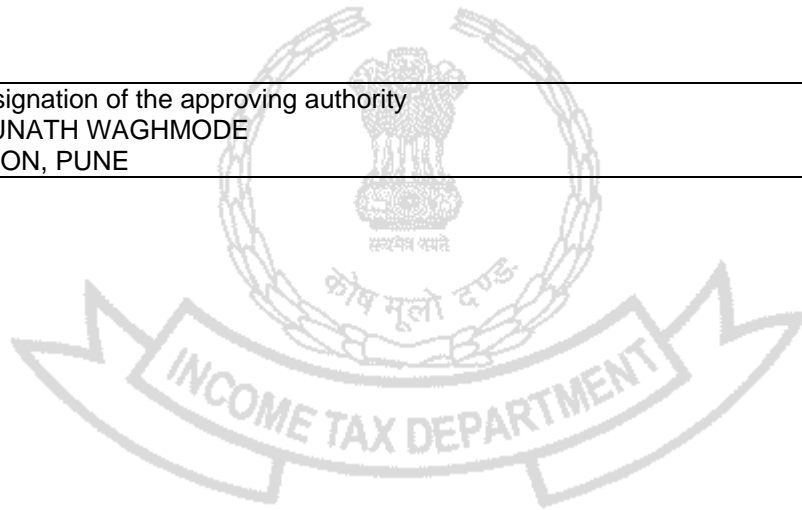 signation of the approving authority
UNATH WAGHMODE
ON, PUNE
सत्यमेव जयते
कोष मूलो दण्डः
INCOME TAX DEPARTMENT